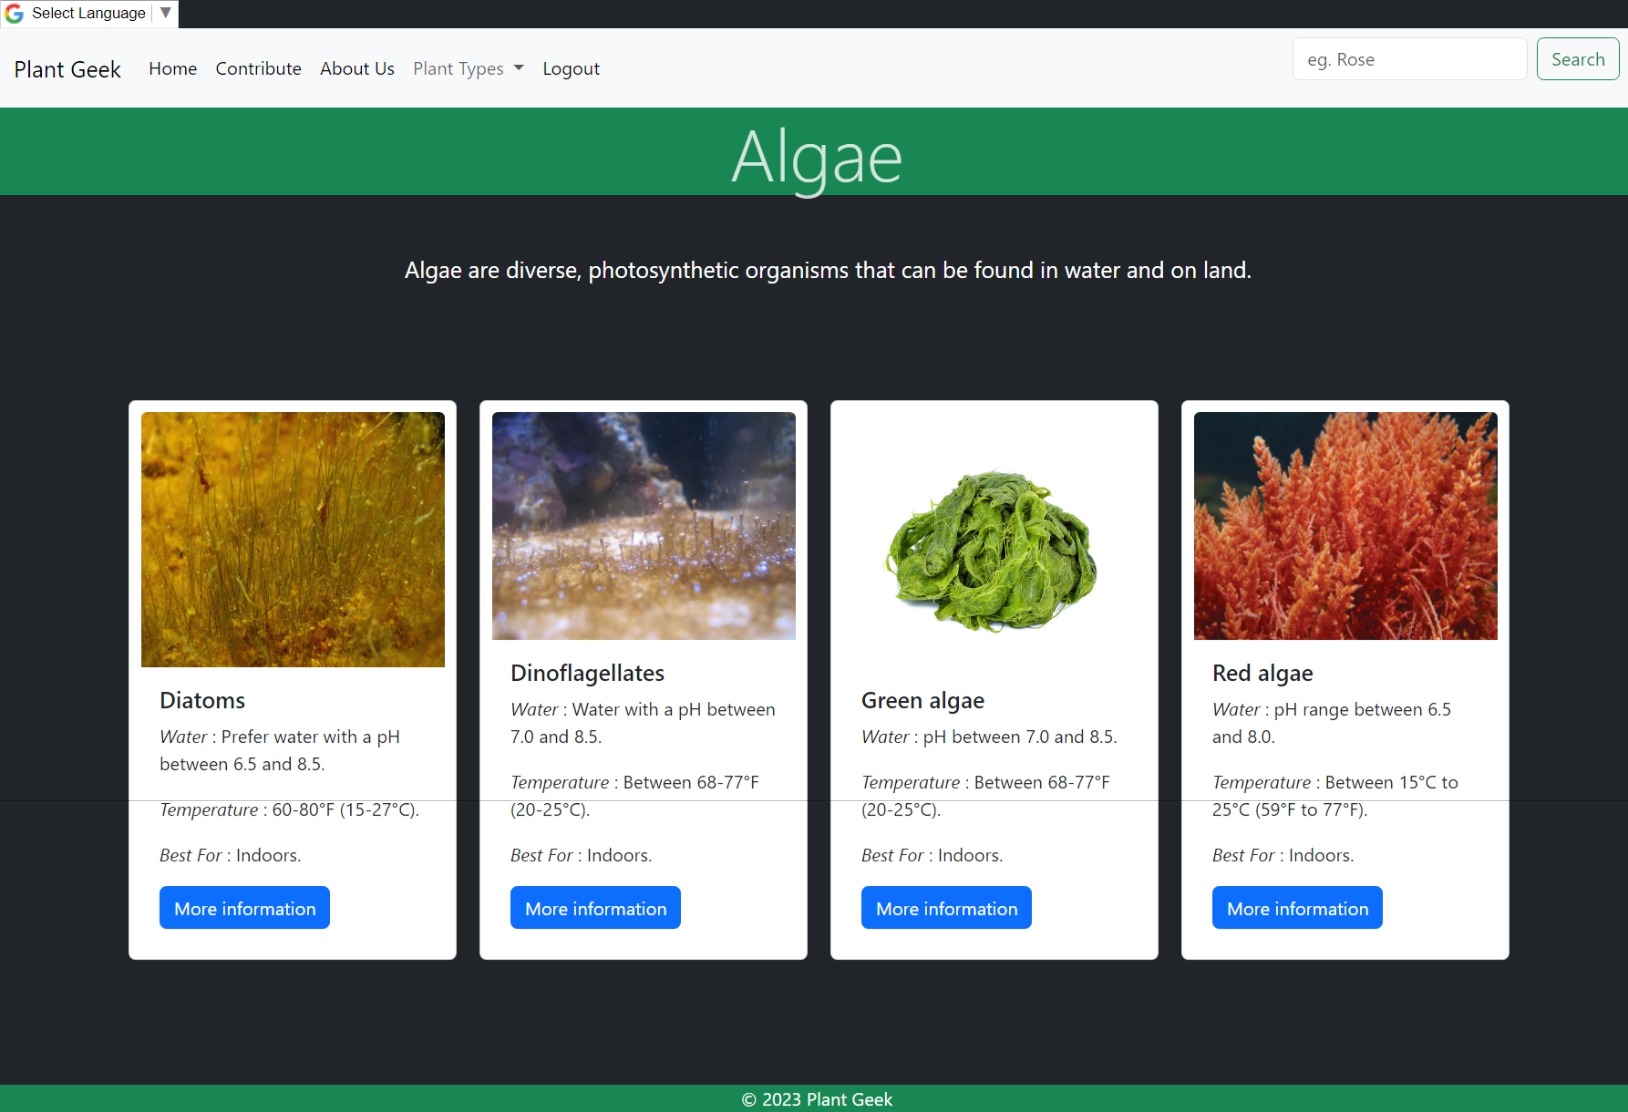 Select Language ▼
Plant Geek Home Contribute About Us Plant Types Logout eg. Rose Search
Algae
Algae are diverse, photosynthetic organisms that can be found in water and on land.
Diatoms
Water : Prefer water with a pH
between 6.5 and 8.5.
Temperature : 60-80°F (15-27°C).
Best For : Indoors.
More information
Dinoflagellates
Water : Water with a pH between
7.0 and 8.5.
Temperature : Between 68-77°F
(20-25°C).
Best For : Indoors.
More information
Green algae
Water : pH between 7.0 and 8.5.
Temperature : Between 68-77°F
(20-25°C).
Best For : Indoors.
More information
Red algae
Water : pH range between 6.5
and 8.0.
Temperature : Between 15°C to
25°C (59°F to 77°F).
Best For : Indoors.
More information
© 2023 Plant Geek